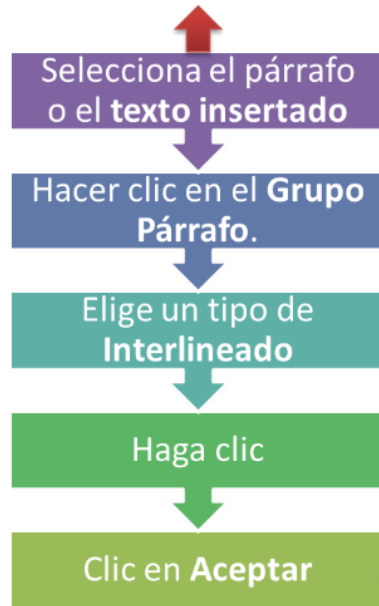 Selecciona el párrafo
o el texto insertado
Hacer clic en el Grupo
Párrafo.
Elige un tipo de
Interlineado
Haga clic
Clic en Aceptar